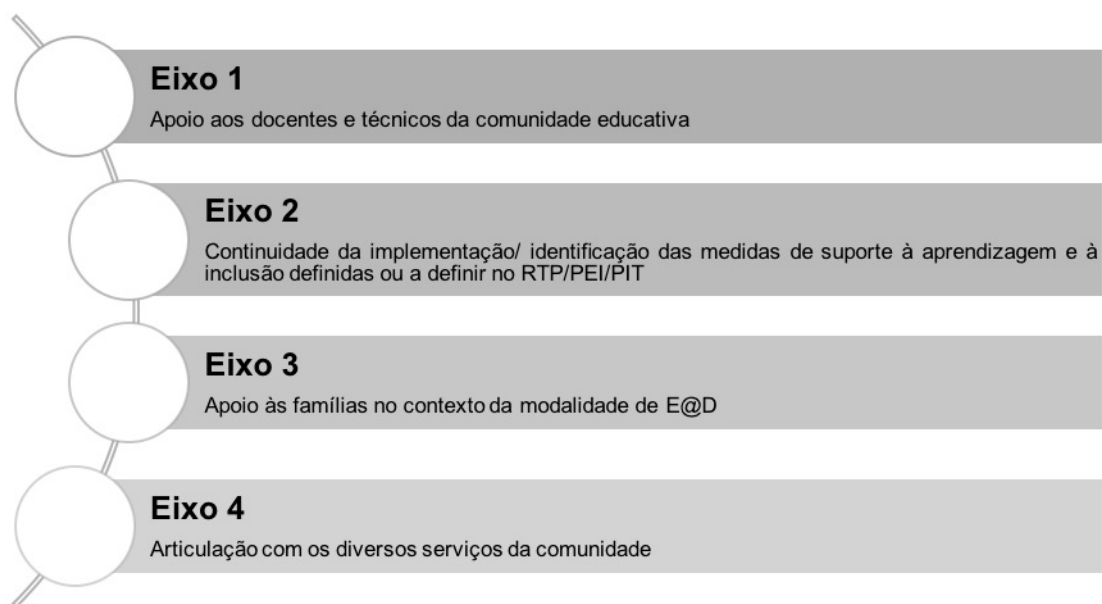 Eixo 1
Apoio aos docentes e técnicos da comunidade educativa
Eixo 2
Continuidade da implementação/ identificação das medidas de suporte à aprendizagem e à
inclusão definidas ou a definir no RTP/PEI/PIT
Eixo 3
Apoio às famílias no contexto da modalidade de E@D
Eixo 4
Articulação com os diversos serviços da comunidade